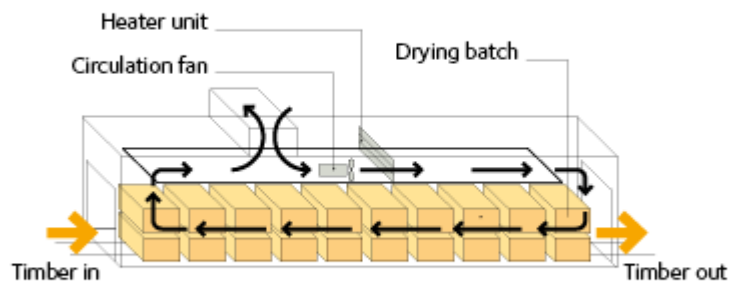 Heater unit
Circulation fan
Drying batch
Timber in
Timber out